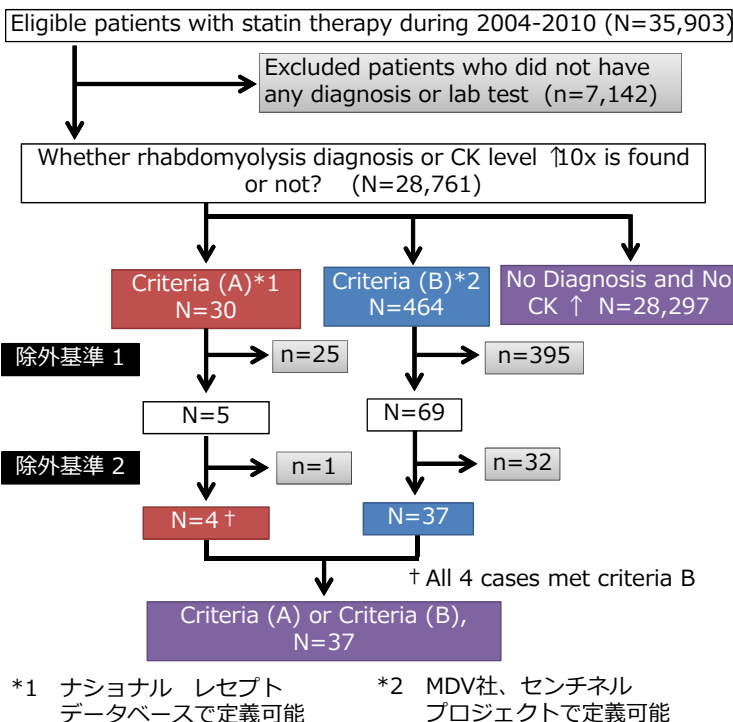 Eligible patients with statin therapy during 2004-2010 (N=35,903)
Excluded patients who did not have
any diagnosis or lab test (n=7,142)
Whether rhabdomyolysis diagnosis or CK level ↑10x is found
or not? (N=28,761)
Criteria (A)*1
N=30
Criteria (B)*2
N=464
No Diagnosis and No
CK ↑ N=28,297
除外基準 1
n=25
n=395
N=5
N=69
除外基準 2
n=1
n=32
N=4†
N=37
† All 4 cases met criteria B
Criteria (A) or Criteria (B),
N=37
*1 ナショナル レセプト
データベースで定義可能
*2 MDV社、センチネル
プロジェクトで定義可能